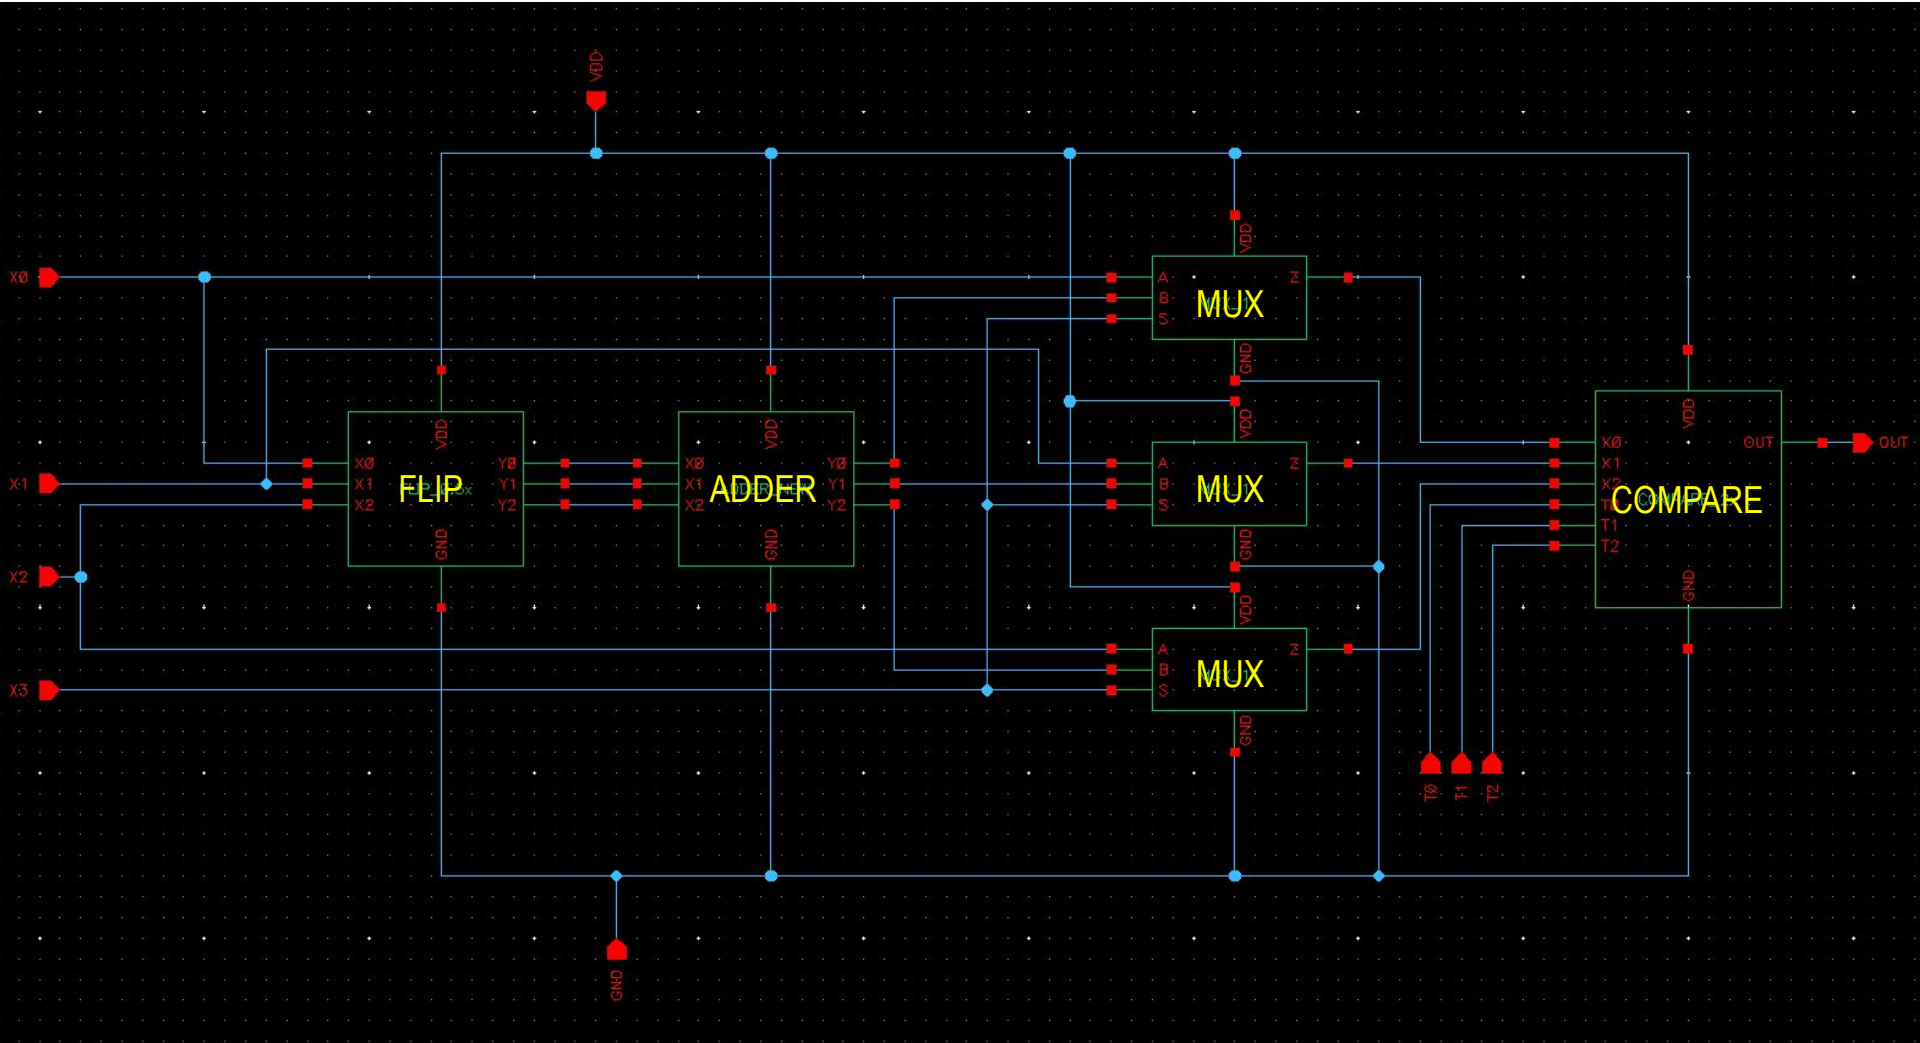 VDD
VDD
X0
A
Z
MUX
B
S
GND
VDD
VDD
VDD
VDD
X0
Y0
X0
Y0
A
Z
X0
OUT
OUT
X1
X1
FLIP
Y1
X1
ADDER
Y1
B
MUX
X1
X2
Y2
X2
Y2
S
X2
COMPARE
T1
T2
GND
GND
GND
GND
X2
VDD
A
Z
B
MUX
X3
S
GND
T0
T1
T2
GND